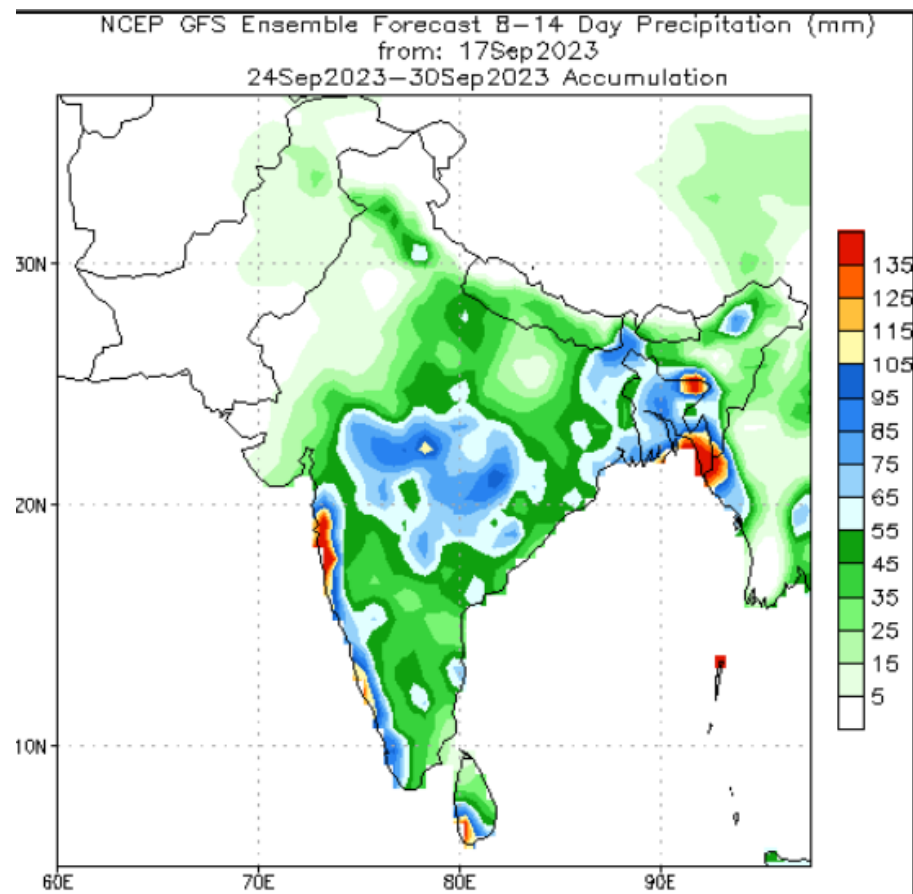 NCEP GFS Ensemble Forecast 8-14 Day Precipitation (mm)
from: 17Sep2023
24Sep2023-30Sep2023 Accumulation
30N
20N
10N
60E
70E
80E
90E
135
125
115
105
95
85
75
65
55
45
35
25
15
5